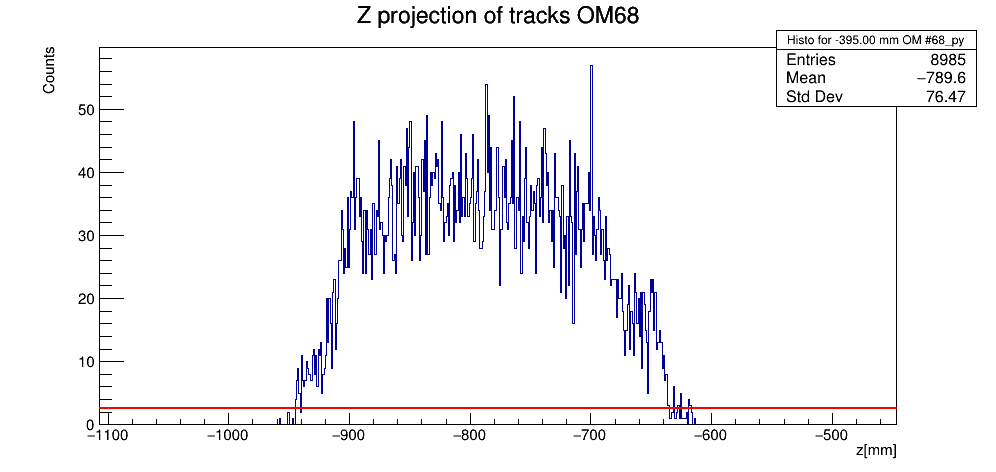 Z projection of tracks OM68
Histo for -395.00 mm OM #68_py
Entries 8985
Mean −789.6
Std Dev 76.47
Counts
50
40
30
20
10
0
−1100 −1000 −900 −800 −700 −600 −500
z[mm]